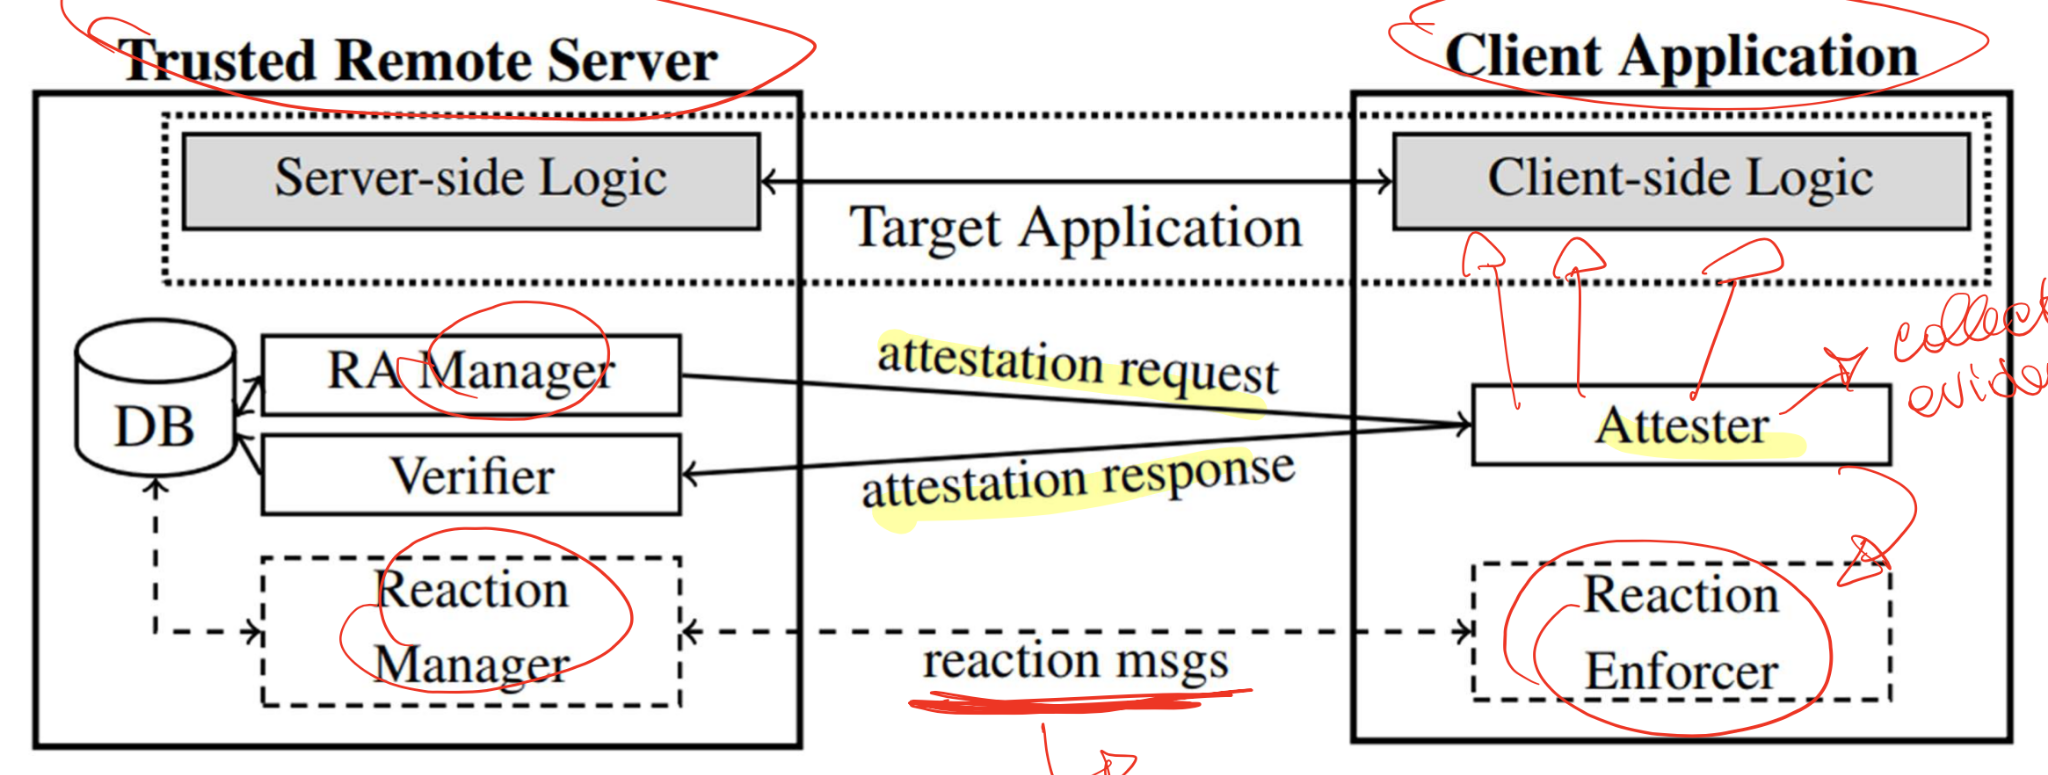 Trusted Remote Server
Client Application
Server-side Logic
Client-side Logic
Target Application
DB
RA Manager
attestation request
Attester
collect
Verifier
attestation response
Reaction
Manager
reaction msgs
Reaction
Enforcer